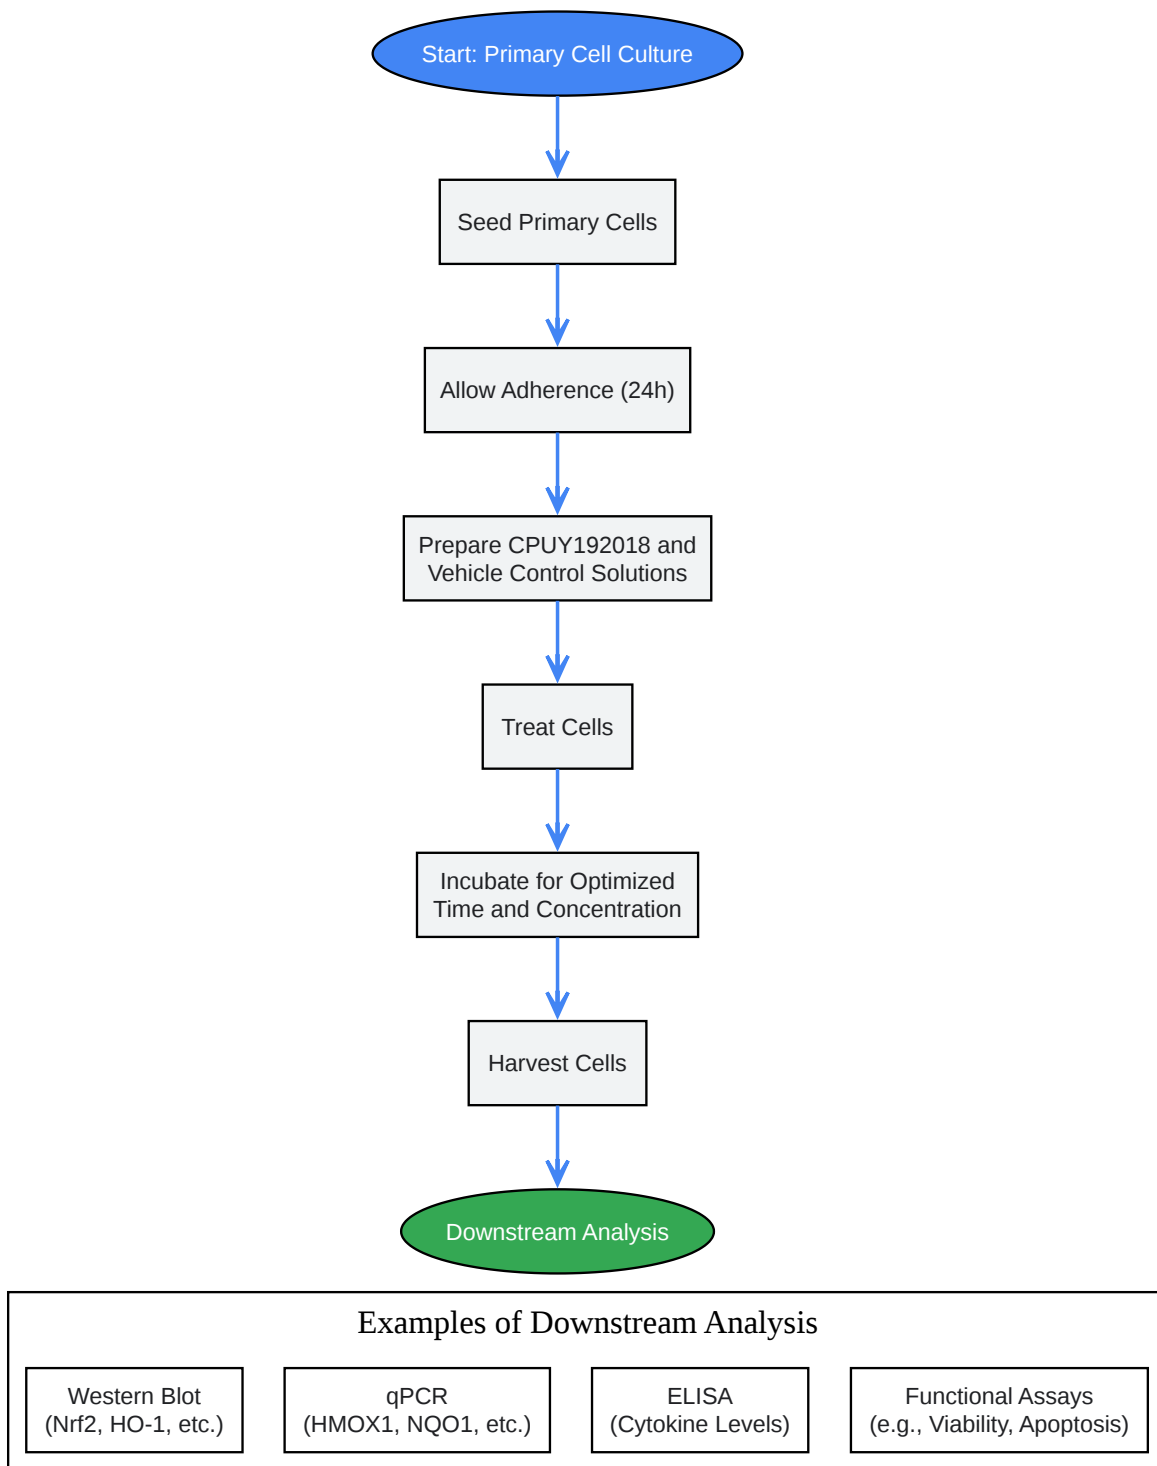 Start: Primary Cell Culture
Seed Primary Cells
Allow Adherence (24h)
Prepare CPUY192018 and
Vehicle Control Solutions
Treat Cells
Incubate for Optimized
Time and Concentration
Harvest Cells
Downstream Analysis
Examples of Downstream Analysis
Western Blot
(Nrf2, HO-1, etc.)
qPCR
(HMOX1, NQO1, etc.)
ELISA
(Cytokine Levels)
Functional Assays
(e.g., Viability, Apoptosis)